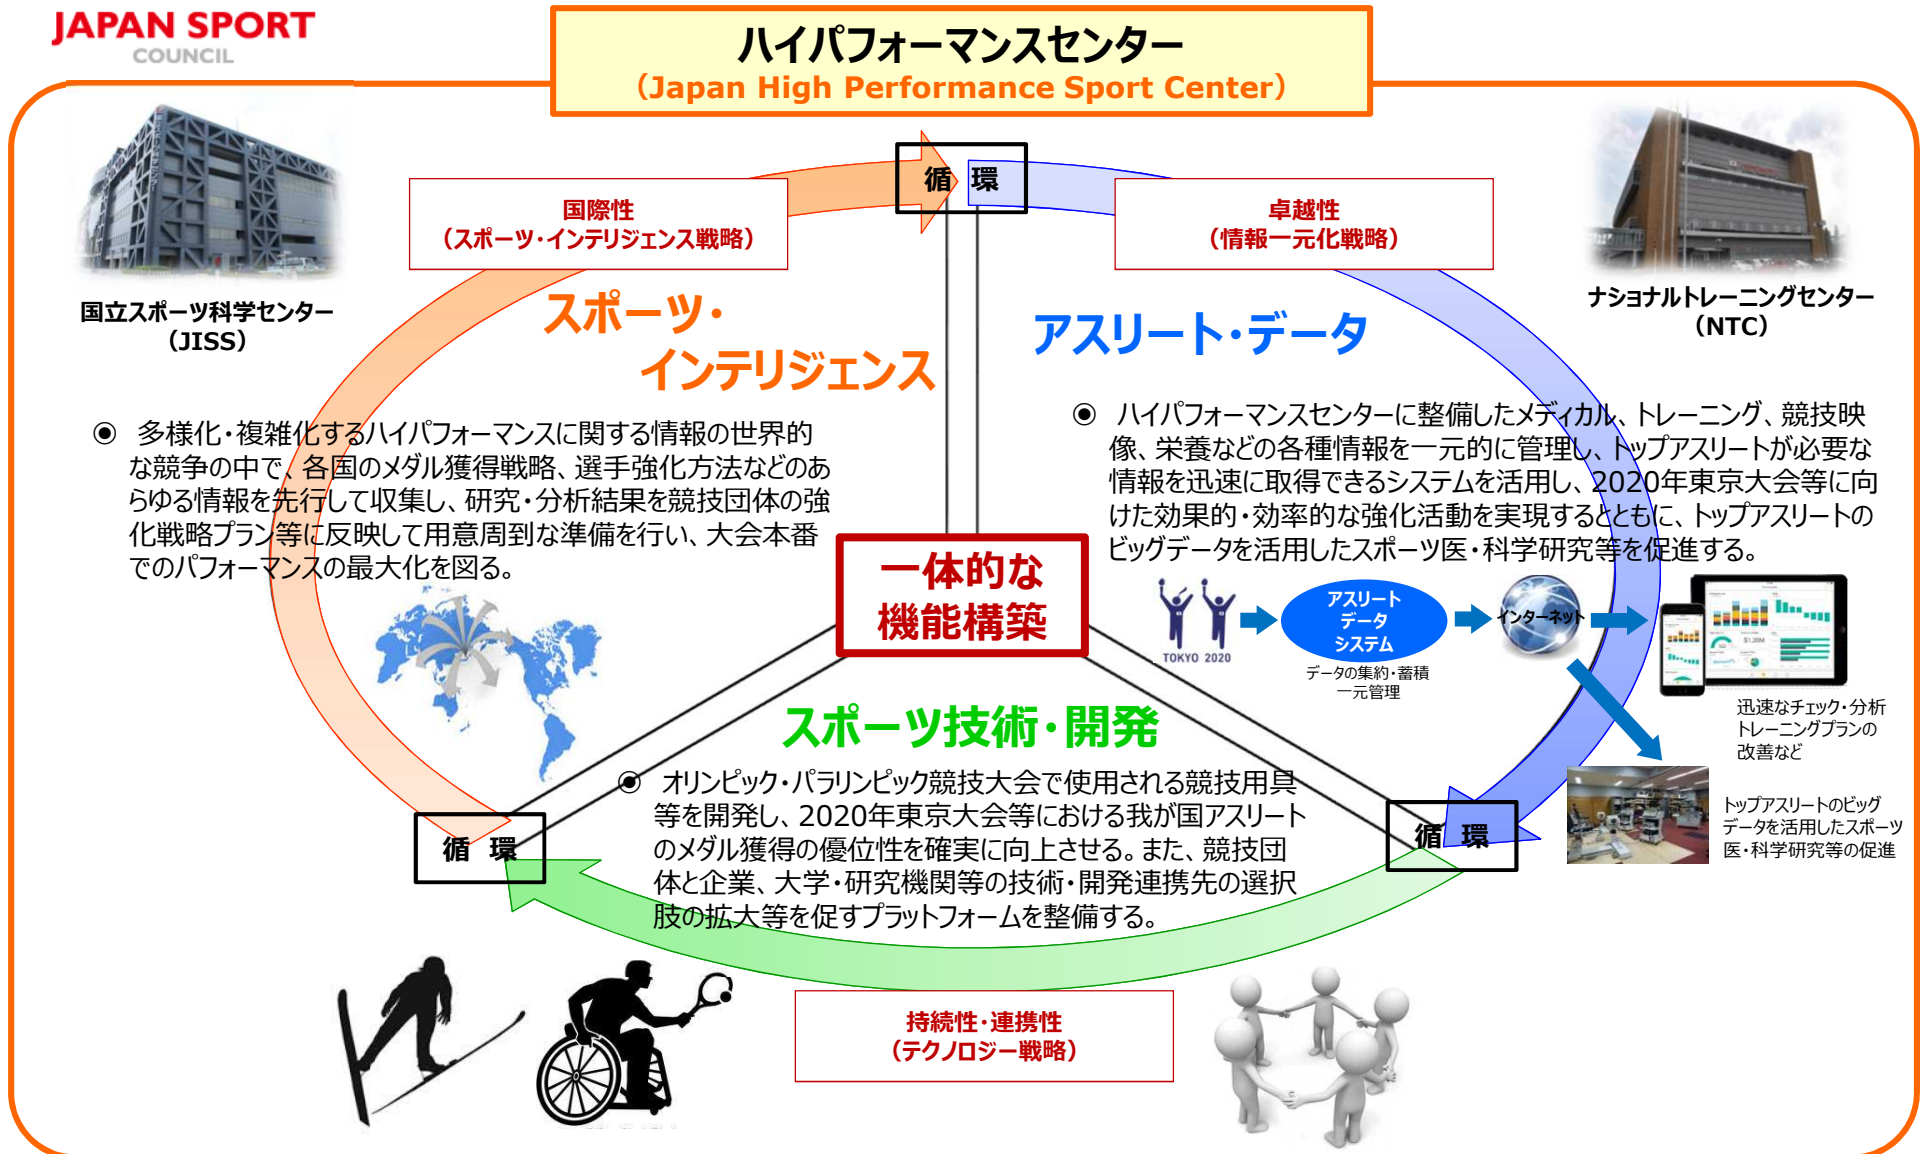 JAPAN SPORT
COUNCIL
ハイパフォーマンスセンター
（Japan High Performance Sport Center）
循 環
国際性
（スポーツ・インテリジェンス戦略）
卓越性
（情報一元化戦略）
国立スポーツ科学センター
（JISS）
ナショナルトレーニングセンター
（NTC）
スポーツ・
インテリジェンス
アスリート・データ
◉ 多様化・複雑化するハイパフォーマンスに関する情報の世界的
な競争の中で、各国のメダル獲得戦略、選手強化方法などのあ
らゆる情報を先行して収集し、研究・分析結果を競技団体の強
化戦略プラン等に反映して用意周到な準備を行い、大会本番
でのパフォーマンスの最大化を図る。
◉ ハイパフォーマンスセンターに整備したメディカル、トレーニング、競技映
像、栄養などの各種情報を一元的に管理し、トップアスリートが必要な
情報を迅速に取得できるシステムを活用し、2020年東京大会等に向
けた効果的・効率的な強化活動を実現するとともに、トップアスリートの
ビッグデータを活用したスポーツ医・科学研究等を促進する。
一体的な
機能構築
TOKYO 2020
アスリート
データ
システム
データの集約・蓄積
一元管理
インターネット
迅速なチェック・分析
トレーニングプランの
改善など
トップアスリートのビッグ
データを活用したスポーツ
医・科学研究等の促進
スポーツ技術・開発
◉ オリンピック・パラリンピック競技大会で使用される競技用具
等を開発し、2020年東京大会等における我が国アスリート
のメダル獲得の優位性を確実に向上させる。また、競技団
体と企業、大学・研究機関等の技術・開発連携先の選択
肢の拡大等を促すプラットフォームを整備する。
循 環
循 環
持続性・連携性
（テクノロジー戦略）